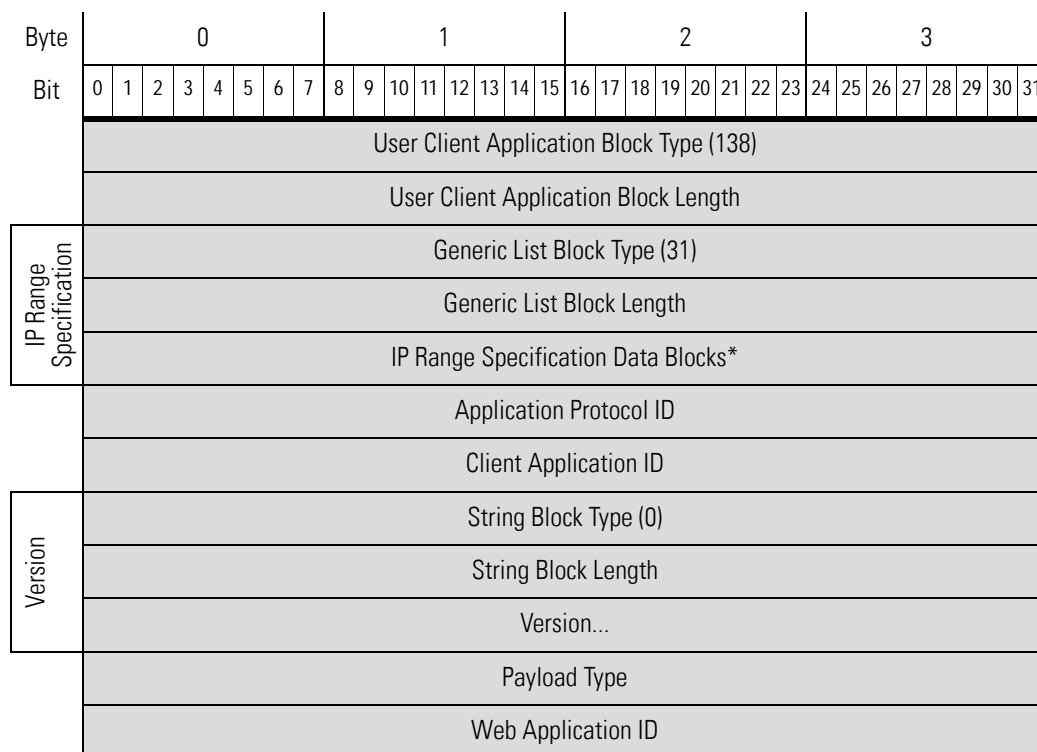 Byte 0 1 2 3
Bit 0 1 2 3 4 5 6 7 8 9 10 11 12 13 14 15 16 17 18 19 20 21 22 23 24 25 26 27 28 29 30 31
User Client Application Block Type (138)
User Client Application Block Length
IP Range
Specification
Generic List Block Type (31)
Generic List Block Length
IP Range Specification Data Blocks*
Application Protocol ID
Client Application ID
Version
String Block Type (0)
String Block Length
Version...
Payload Type
Web Application ID